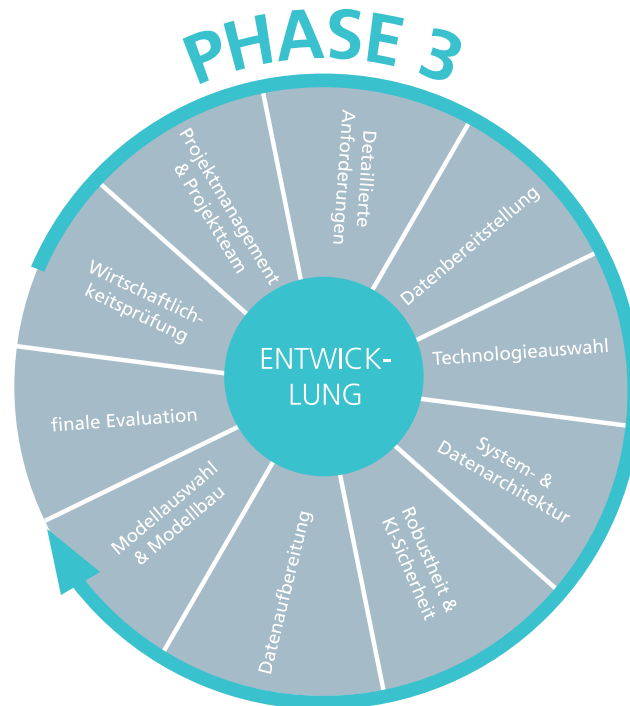 PHASE 3
Wirtschaftlich-
keitsprüfung
Projektmanagement
& Projektteam
Detaillierte
Anforderungen
Datenbereitstellung
Technologieauswahl
System- &
Datenarchitektur
Robustheit &
KI-Sicherheit
Datenaufbereitung
Modellauswahl
& Modellbau
finale Evaluation
ENTWICK-
LUNG